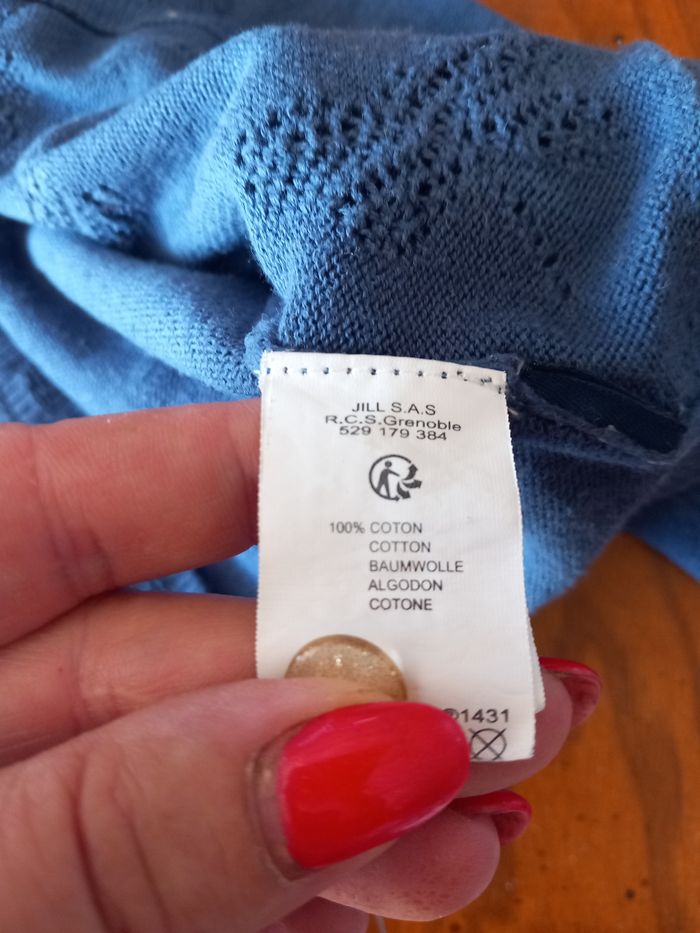 JILL S.A.S
R.C.S.Grenoble
529 179 384
100% COTON
COTTON
BAUMWOLLE
ALGODON
COTONE
1431